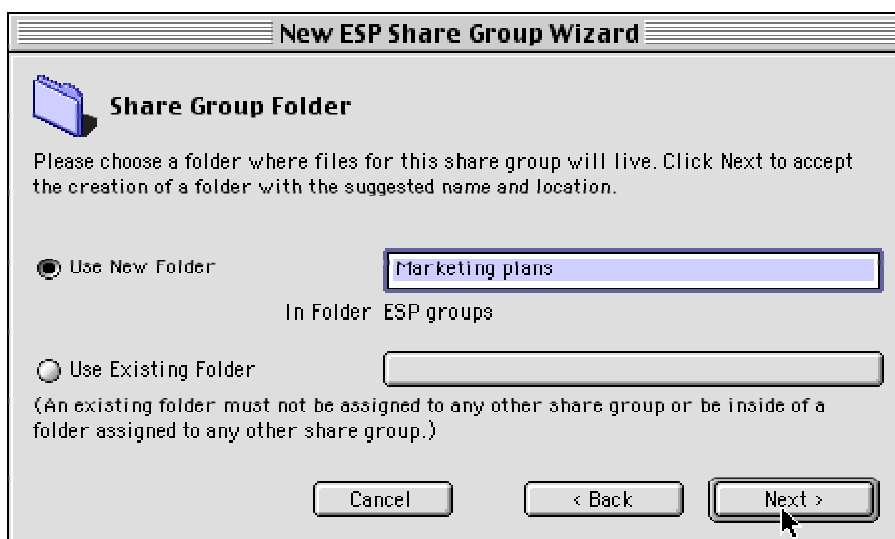 New ESP Share Group Wizard
Share Group Folder
Please choose a folder where files for this share group will live. Click Next to accept
the creation of a folder with the suggested name and location.
Use New Folder
Marketing plans
In Folder ESP groups
Use Existing Folder
(An existing folder must not be assigned to any other share group or be inside of a
folder assigned to any other share group.)
Cancel
< Back
Next >